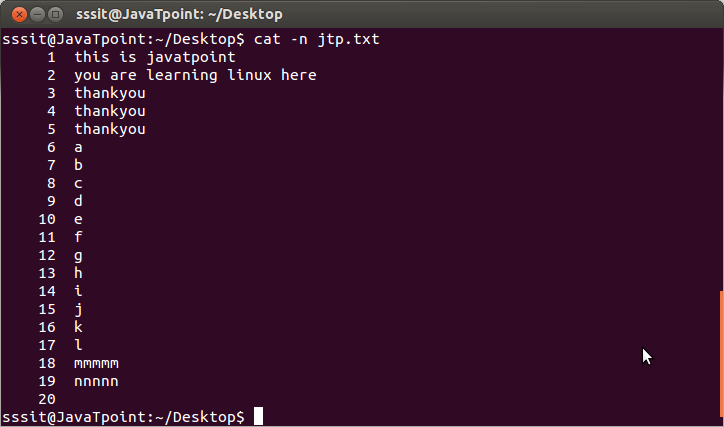 sssit@JavaTpoint: ~/Desktop
sssit@JavaTpoint:~/Desktop$ cat -n jtp.txt
     1  this is javatpoint
     2  you are learning linux here
     3  thankyou
     4  thankyou
     5  thankyou
     6  a
     7  b
     8  c
     9  d
    10  e
    11  f
    12  g
    13  h
    14  i
    15  j
    16  k
    17  l
    18  mmmmm
    19  nnnnn
    20
sssit@JavaTpoint:~/Desktop$